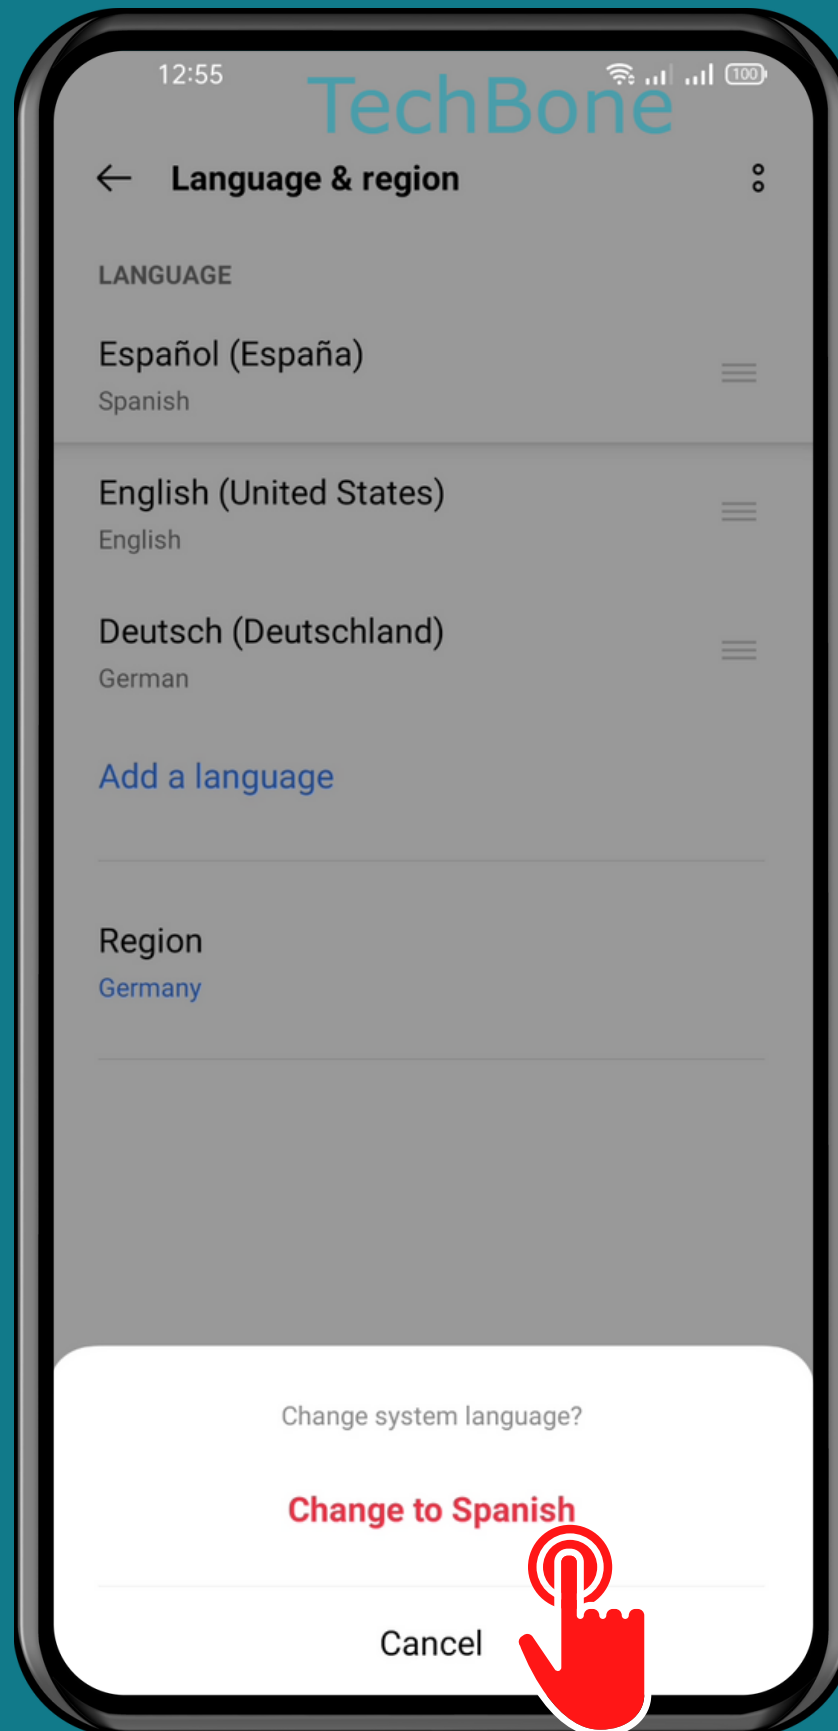 12:55
TechBone
100
Language & region
LANGUAGE
Español (España)
Spanish
English (United States)
English
Deutsch (Deutschland)
German
Add a language
Region
Germany
Change system language?
Change to Spanish
Cancel